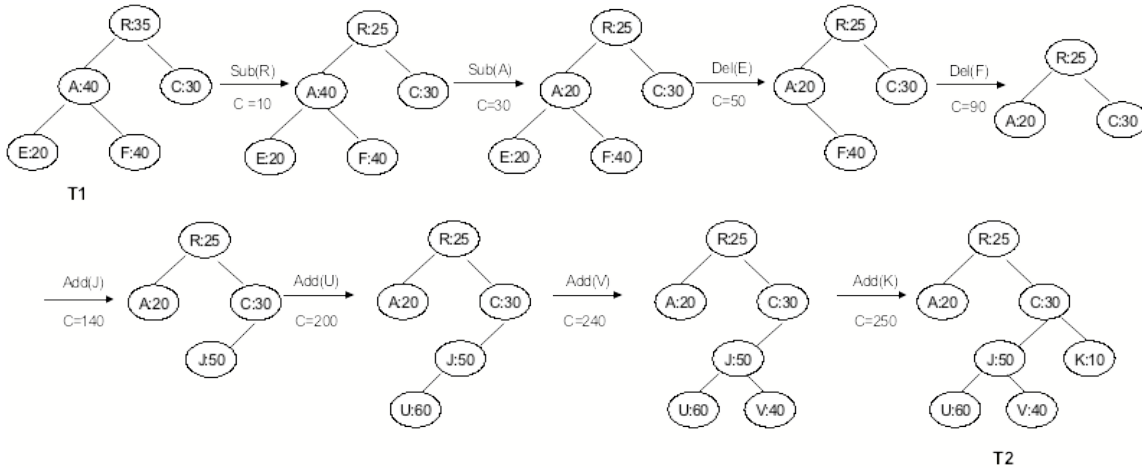 R:35 R:25 R:25 R:25
Sub(R) Sub(A) Del(E) Del(F) R:25
A:40 C:30 A:40 C:30 A:20 C:30 A:20 C:30
C =10 C=30 C=50 C=90 A:20 C:30
E:20 F:40 E:20 F:40 E:20 F:40 F:40
T1
R:25 R:25 R:25 R:25
Add(J) Add(U) Add(V) Add(K)
A:20 C:30 A:20 C:30 A:20 C:30 A:20 C:30
C=140 C=200 C=240 C=250
J:50 J:50 J:50 J:50 K:10
U:60 U:60 V:40 U:60 V:40
T2